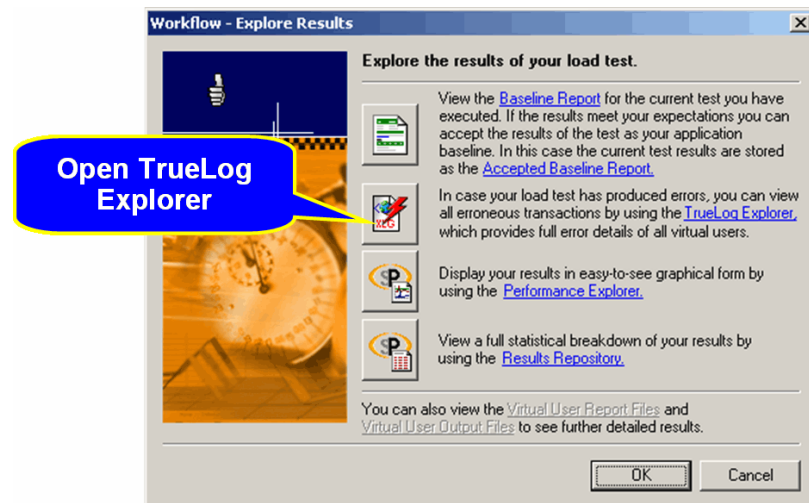 Workflow - Explore Results
Explore the results of your load test.
View the Baseline Report for the current test you have
executed. If the results meet your expectations you can
accept the results of the test as your application
baseline. In this case the current test results are stored
as the Accepted Baseline Report.
Open TrueLog
Explorer
In case your load test has produced errors, you can view
all erroneous transactions by using the TrueLog Explorer,
which provides full error details of all virtual users.
XLG
Display your results in easy-to-see graphical form by
using the Performance Explorer.
View a full statistical breakdown of your results by
using the Results Repository.
You can also view the Virtual User Report Files and
Virtual User Output Files to see further detailed results.
OK
Cancel